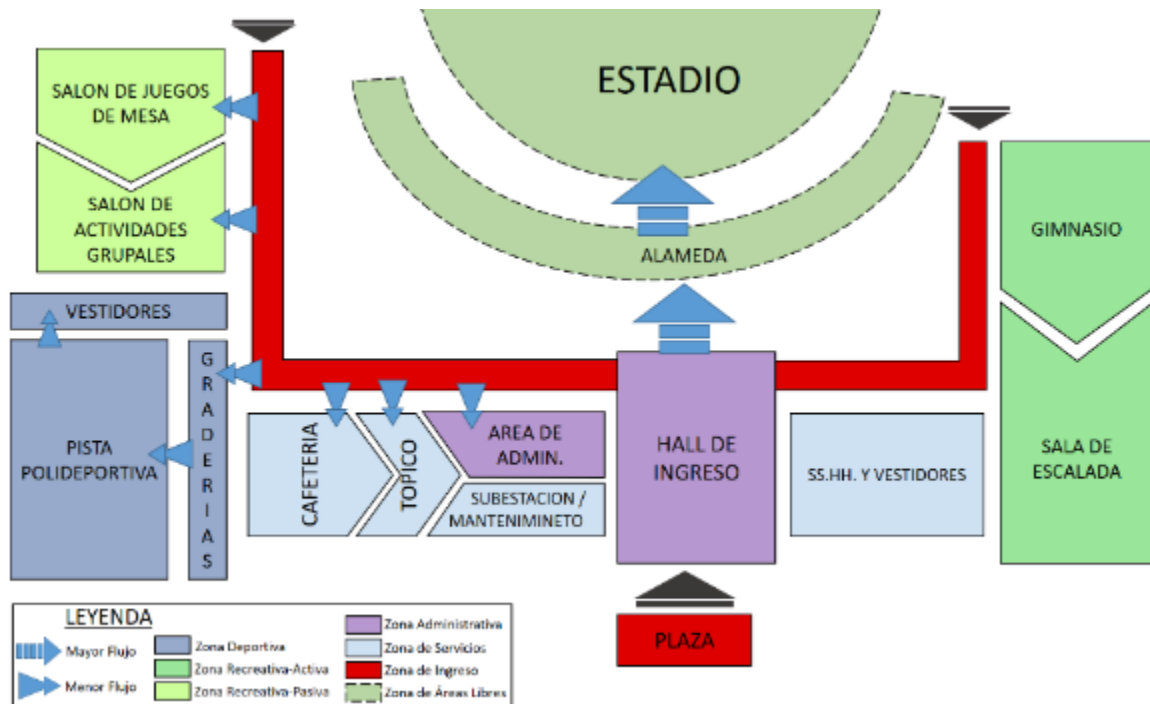 ESTADIO
SALON DE JUEGOS
DE MESA
SALON DE
ACTIVIDADES
GRUPALES
ALAMEDA
GIMNASIO
VESTIDORES
GRADERIAS
PISTA
POLIDEPORTIVA
CAFETERIA
TOPICO
AREA DE
ADMIN.
SUBESTACION /
MANTENIMINETO
HALL DE
INGRESO
SS.HH. Y VESTIDORES
SALA DE
ESCALADA
PLAZA
LEYENDA
Mayor Flujo
Menor Flujo
Zona Deportiva
Zona Recreativa-Activa
Zona Recreativa-Pasiva
Zona Administrativa
Zona de Servicios
Zona de Ingreso
Zona de Áreas Libres